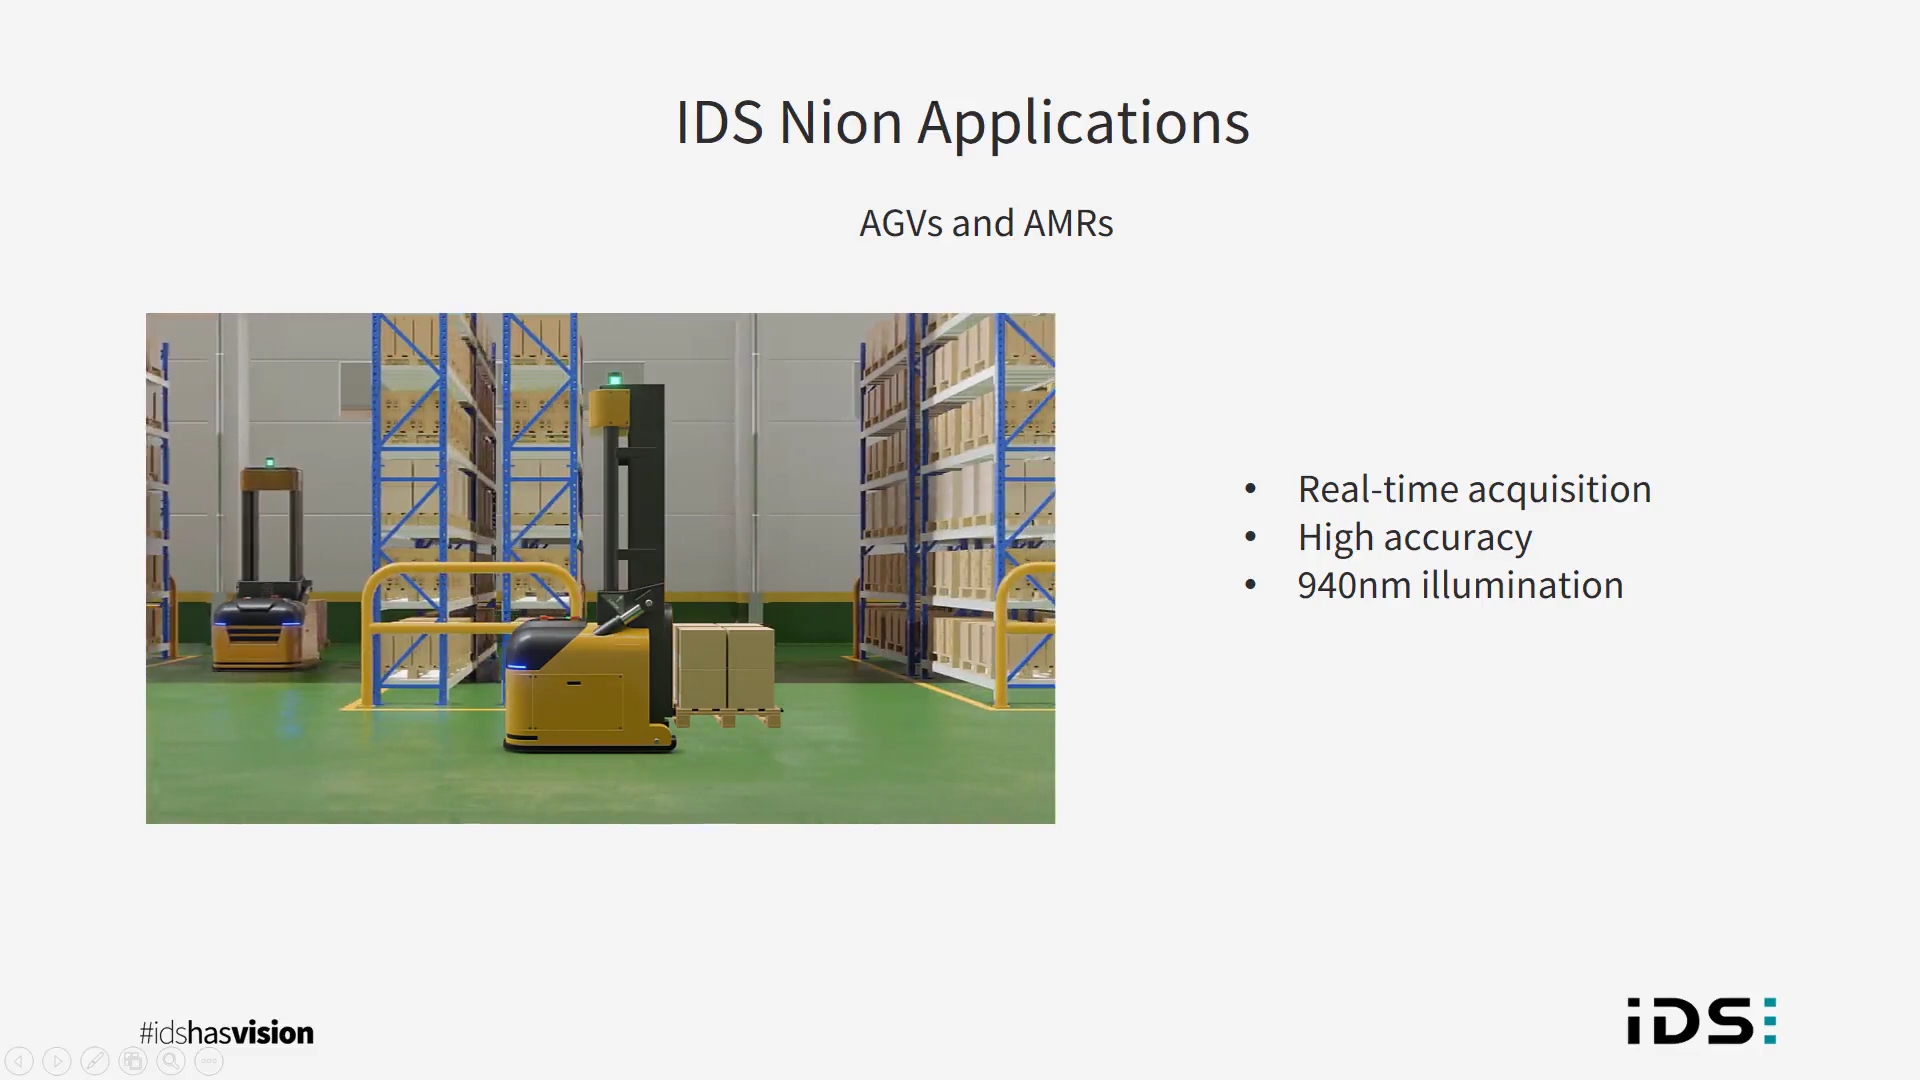 IDS Nion Applications
AGVs and AMRs
• Real-time acquisition
• High accuracy
• 940nm illumination
#idshasvision
iDS